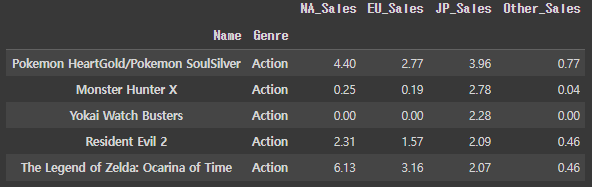 NA_Sales EU_Sales JP_Sales Other_Sales
Name Genre
Pokemon HeartGold/Pokemon SoulSilver Action 4.40 2.77 3.96 0.77
Monster Hunter X Action 0.25 0.19 2.78 0.04
Yokai Watch Busters Action 0.00 0.00 2.28 0.00
Resident Evil 2 Action 2.31 1.57 2.09 0.46
The Legend of Zelda: Ocarina of Time Action 6.13 3.16 2.07 0.46